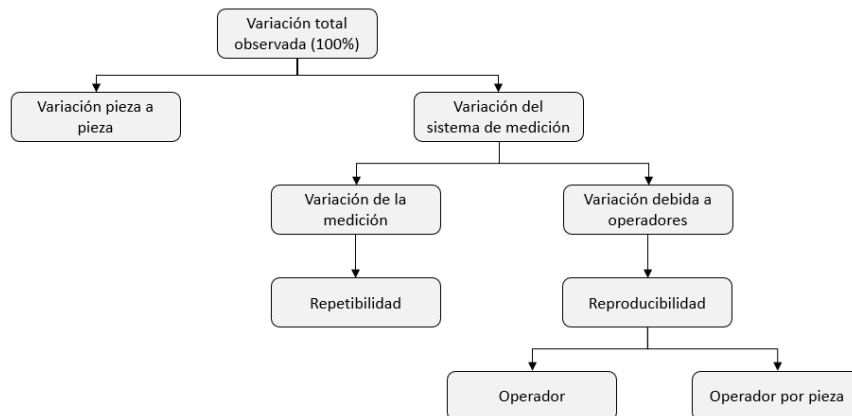 Variación total
observada (100%)
Variación pieza a
pieza
Variación del
sistema de medición
Variación de la
medición
Variación debida a
operadores
Repetibilidad
Reproducibilidad
Operador
Operador por pieza